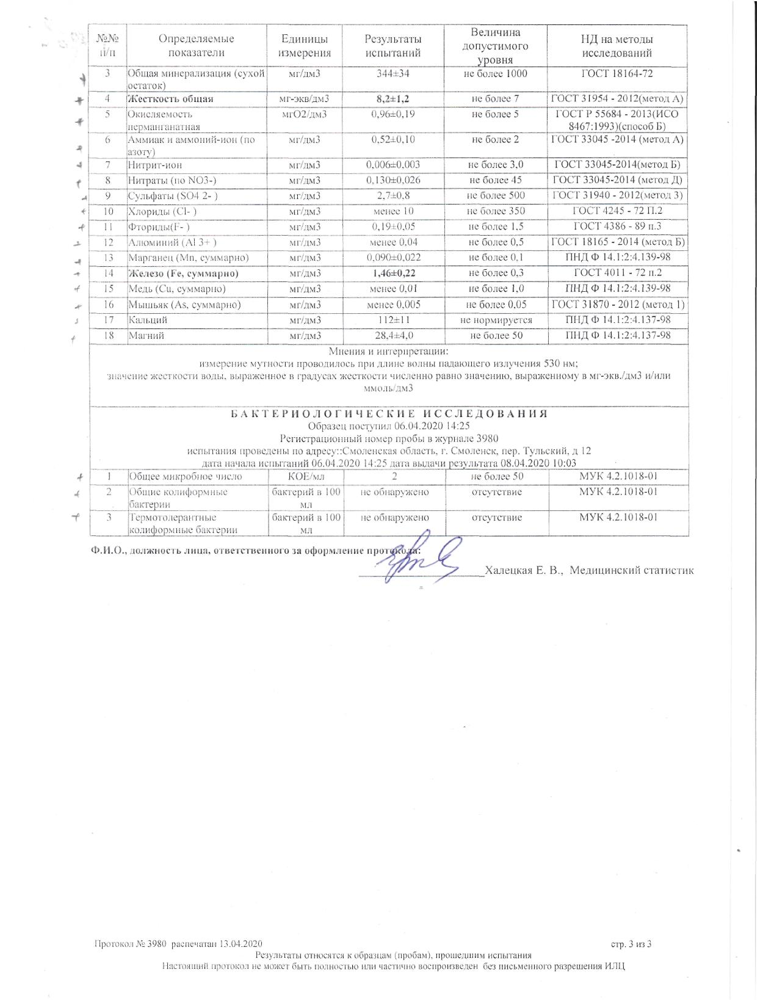 №№ п/п
Определяемые показатели
Единицы измерения
Результаты испытаний
Величина допустимого уровня
НД на методы исследований
3 Общая минерализация (сухой остаток) мг/дм3 344±34 не более 1000 ГОСТ 18164-72
4 Жесткость общая мг-экв/дм3 8,2±1,2 не более 7 ГОСТ 31954 - 2012(метод А)
5 Окисляемость перманганатная мгО2/дм3 0,96±0,19 не более 5 ГОСТ Р 55684 - 2013(ИСО 8467:1993)(способ Б)
6 Аммиак и аммоний-ион (по азоту) мг/дм3 0,52±0,10 не более 2 ГОСТ 33045 -2014 (метод А)
7 Нитрит-ион мг/дм3 0,006±0,003 не более 3,0 ГОСТ 33045-2014(метод Б)
8 Нитраты (по NO3-) мг/дм3 0,130±0,026 не более 45 ГОСТ 33045-2014 (метод Д)
9 Сульфаты (SO4 2- ) мг/дм3 2,7±0,8 не более 500 ГОСТ 31940 - 2012(метод 3)
10 Хлориды (Cl- ) мг/дм3 менее 10 не более 350 ГОСТ 4245 - 72 П.2
11 Фториды(F- ) мг/дм3 0,19±0,05 не более 1,5 ГОСТ 4386 - 89 п.3
12 Алюминий (Al 3+ ) мг/дм3 менее 0,04 не более 0,5 ГОСТ 18165 - 2014 (метод Б)
13 Марганец (Mn, суммарно) мг/дм3 0,090±0,022 не более 0,1 ПНД Ф 14.1:2:4.139-98
14 Железо (Fe, суммарно) мг/дм3 1,46±0,22 не более 0,3 ГОСТ 4011 - 72 п.2
15 Медь (Cu, суммарно) мг/дм3 менее 0,01 не более 1,0 ПНД Ф 14.1:2:4.139-98
16 Мышьяк (As, суммарно) мг/дм3 менее 0,005 не более 0,05 ГОСТ 31870 - 2012 (метод 1)
17 Кальций мг/дм3 112±11 не нормируется ПНД Ф 14.1:2:4.137-98
18 Магний мг/дм3 28,4±4,0 не более 50 ПНД Ф 14.1:2:4.137-98
Мнения и интерпретации:
измерение мутности проводилось при длине волны падающего излучения 530 нм;
значение жесткости воды, выраженное в градусах жесткости численно равно значению, выраженному в мг-экв./дм3 и/или
ммоль/дм3
БАКТЕРИОЛОГИЧЕСКИЕ ИССЛЕДОВАНИЯ
Образец поступил 06.04.2020 14:25
Регистрационный номер пробы в журнале 3980
испытания проведены по адресу::Смоленская область, г. Смоленск, пер. Тульский, д 12
дата начала испытаний 06.04.2020 14:25 дата выдачи результата 08.04.2020 10:03
1 Общее микробное число КОЕ/мл 2 не более 50 МУК 4.2.1018-01
2 Общие колиформные бактерии бактерий в 100 мл не обнаружено отсутствие МУК 4.2.1018-01
3 Термотолерантные колиформные бактерии бактерий в 100 мл не обнаружено отсутствие МУК 4.2.1018-01
Ф.И.О., должность лица, ответственного за оформление протокола:
Халецкая Е. В., Медицинский статистик
Протокол № 3980 распечатан 13.04.2020 стр. 3 из 3
Результаты относятся к образцам (пробам), прошедшим испытания
Настоящий протокол не может быть полностью или частично воспроизведен без письменного разрешения ИЛЦ